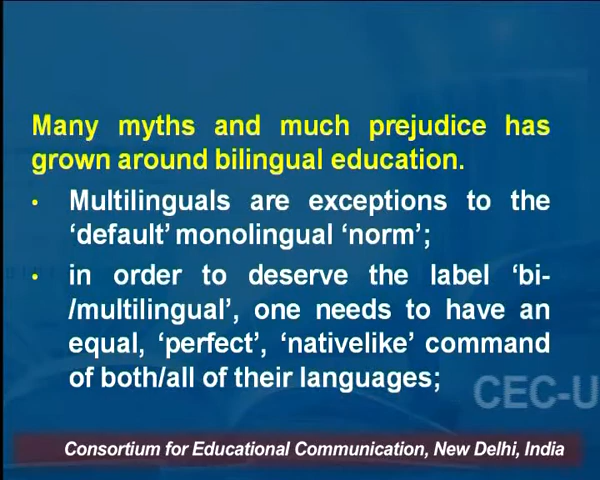 Many myths and much prejudice has
grown around bilingual education.
• Multilinguals are exceptions to the
‘default’ monolingual ‘norm’;
• in order to deserve the label ‘bi-
/multilingual’, one needs to have an
equal, ‘perfect’, ‘nativelike’ command
of both/all of their languages;
CEC-U
Consortium for Educational Communication, New Delhi, India